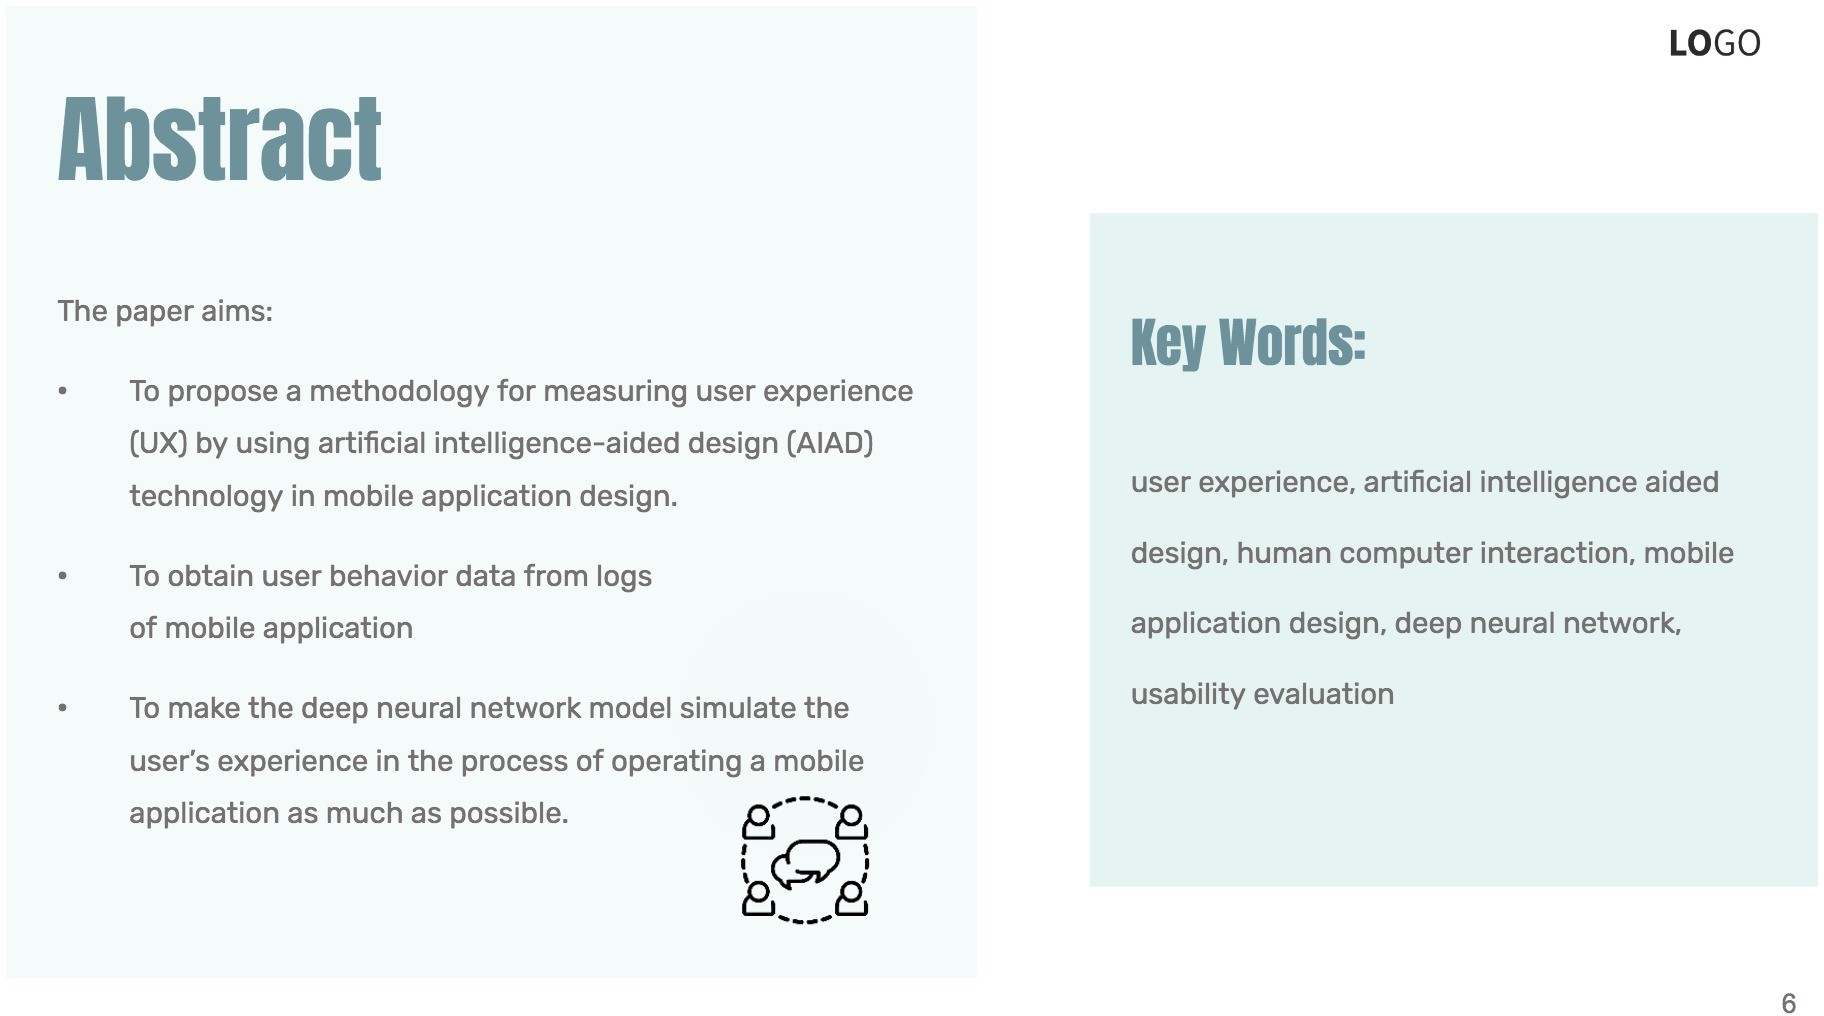 LOGO
Abstract
The paper aims:
• To propose a methodology for measuring user experience
(UX) by using artificial intelligence-aided design (AIAD)
technology in mobile application design.
• To obtain user behavior data from logs
of mobile application
• To make the deep neural network model simulate the
user’s experience in the process of operating a mobile
application as much as possible.
Key Words:
user experience, artificial intelligence aided
design, human computer interaction, mobile
application design, deep neural network,
usability evaluation
6